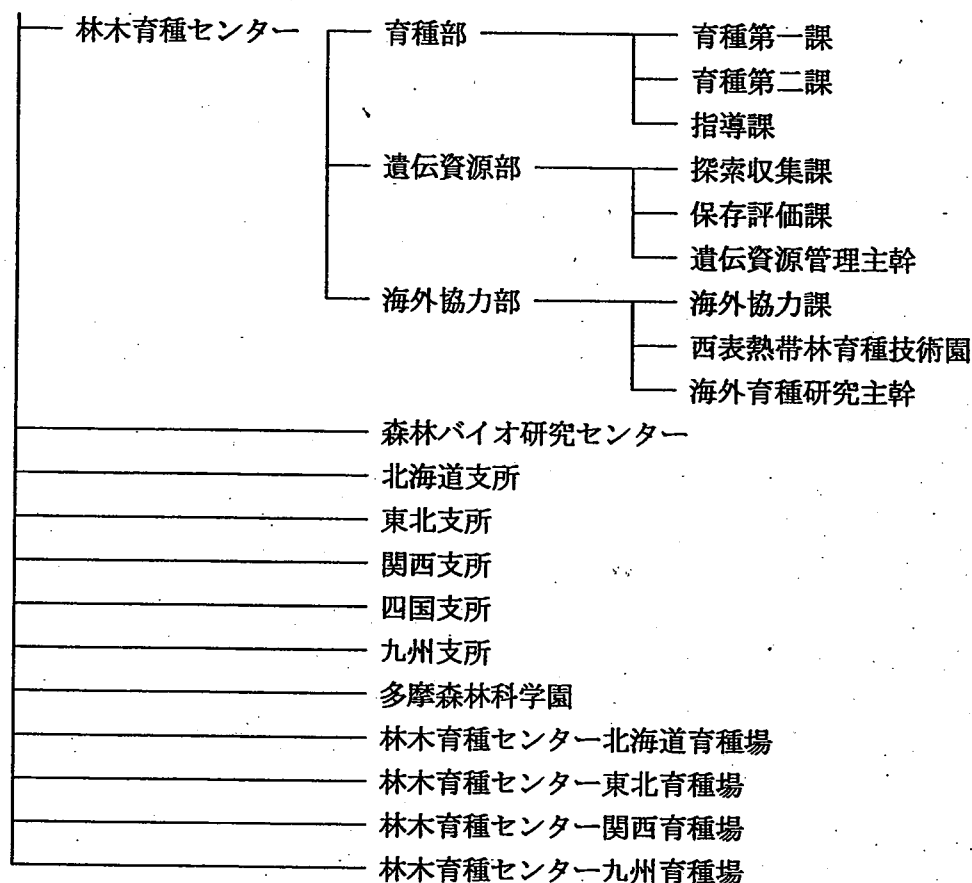 林木育種センター 育種部 育種第一課
育種第二課
指導課
遺伝資源部 探索収集課
保存評価課
遺伝資源管理主幹
海外協力部 海外協力課
西表熱帯林育種技術園
海外育種研究主幹
森林バイオ研究センター
北海道支所
東北支所
関西支所
四国支所
九州支所
多摩森林科学園
林木育種センター北海道育種場
林木育種センター東北育種場
林木育種センター関西育種場
林木育種センター九州育種場